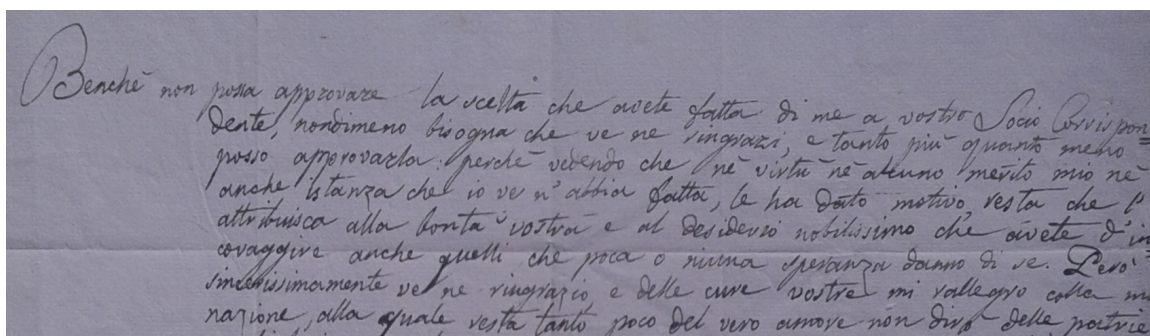 Benchè non possa approvare la scelta che avete fatta di me a vostro Socio Corrispon=
dente, nondimeno bisogna che ve ne ringrazi, e tanto più quanto meno
posso approvarla: perchè vedendo che nè virtù nè alcuno merito mio nè
anche istanza che io ve n'abbia fatta, le ha dato motivo, resta che l'
attribuisca alla bontà vostra e al desiderio nobilissimo ch'avete d'in=
coraggire anche quelli che poca o niuna speranza danno di se. Però
sincerissimamente ve ne ringrazio, e delle cure vostre mi rallegro colla
nazione, alla quale resta tanto poco del vero amore non dirò delle patrie